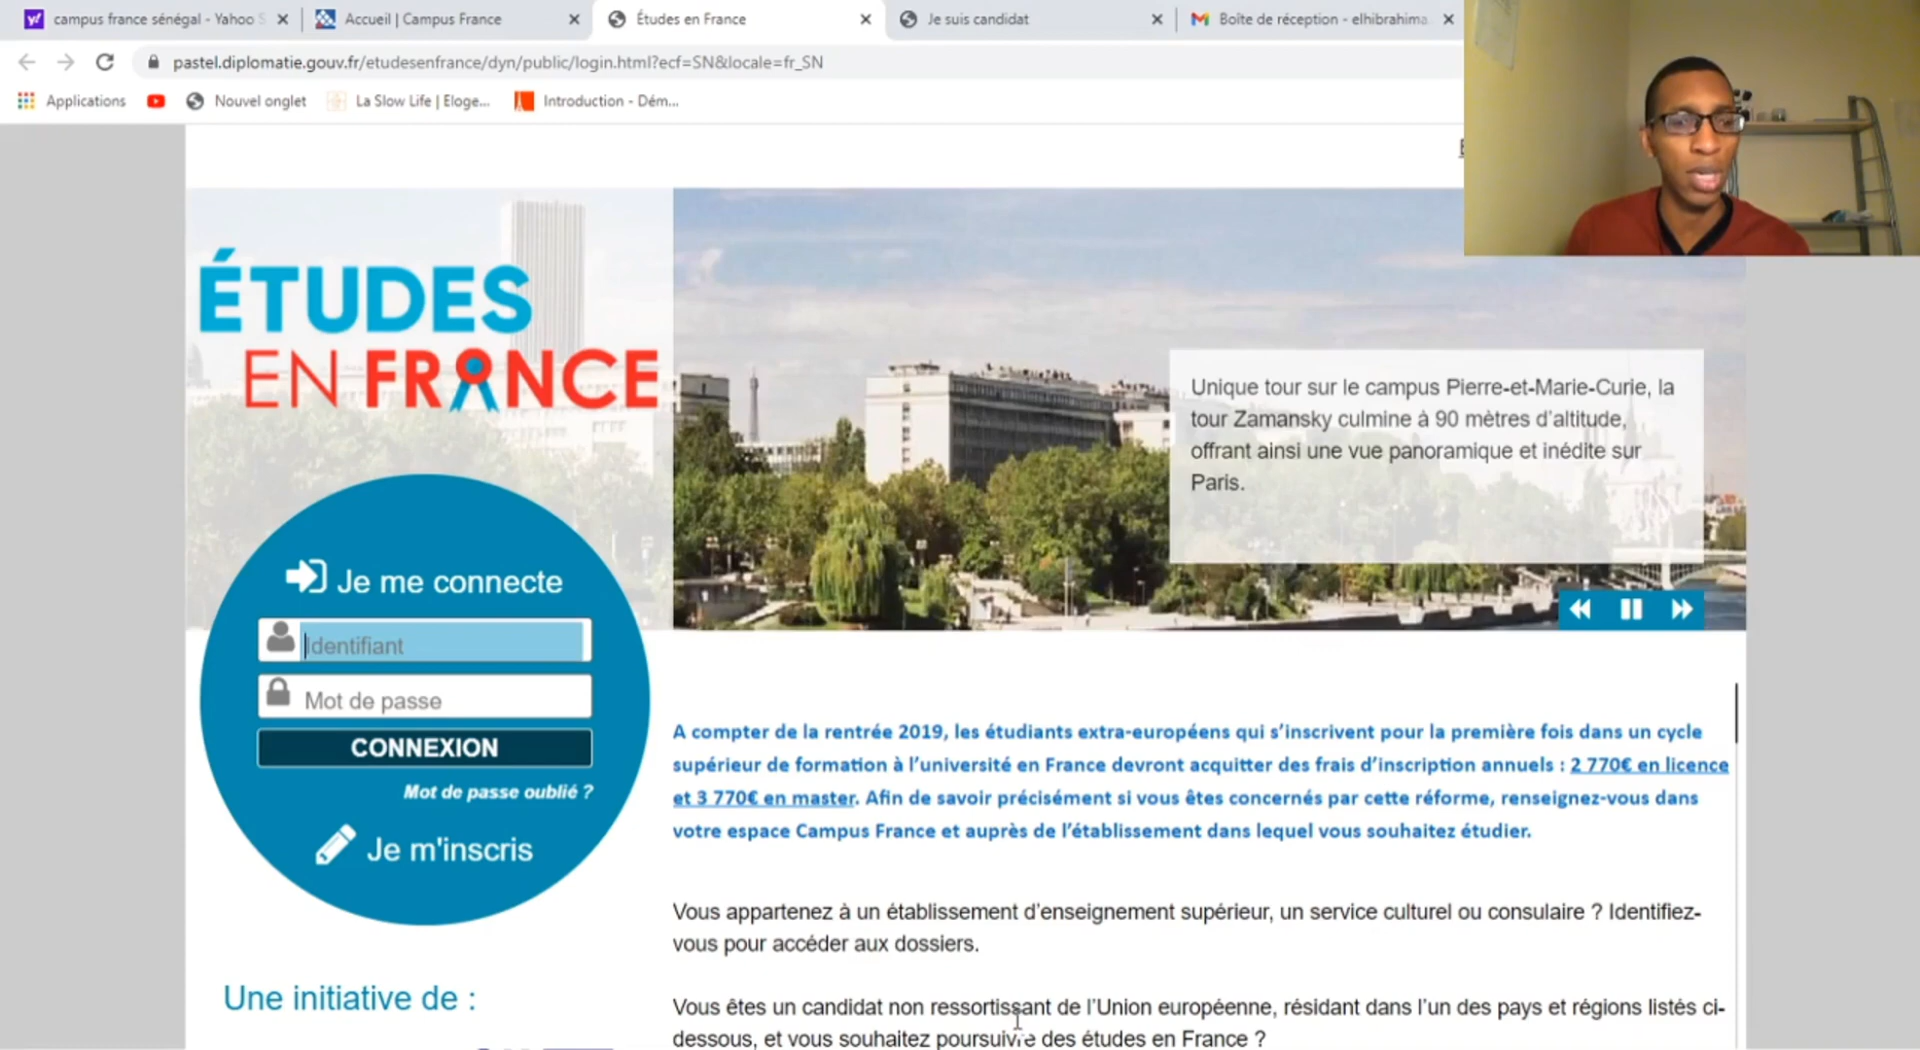 campus france sénégal - Yahoo S
Accueil | Campus France
Études en France
Je suis candidat
Boîte de réception - elhibrahima
pastel.diplomatie.gouv.fr/etudesenfrance/dyn/public/login.html?ecf=SN&locale=fr_SN
Applications
Nouvel onglet
La Slow Life | Eloge...
Introduction - Dém...
ÉTUDES
EN FRANCE
Unique tour sur le campus Pierre-et-Marie-Curie, la
tour Zamansky culmine à 90 mètres d'altitude,
offrant ainsi une vue panoramique et inédite sur
Paris.
Je me connecte
Identifiant
Mot de passe
CONNEXION
Mot de passe oublié ?
Je m'inscris
Une initiative de :
A compter de la rentrée 2019, les étudiants extra-européens qui s'inscrivent pour la première fois dans un cycle
supérieur de formation à l'université en France devront acquitter des frais d'inscription annuels : 2 770€ en licence
et 3 770€ en master. Afin de savoir précisément si vous êtes concernés par cette réforme, renseignez-vous dans
votre espace Campus France et auprès de l'établissement dans lequel vous souhaitez étudier.
Vous appartenez à un établissement d'enseignement supérieur, un service culturel ou consulaire ? Identifiez-
vous pour accéder aux dossiers.
Vous êtes un candidat non ressortissant de l'Union européenne, résidant dans l'un des pays et régions listés ci-
dessous, et vous souhaitez poursuivre des études en France ?